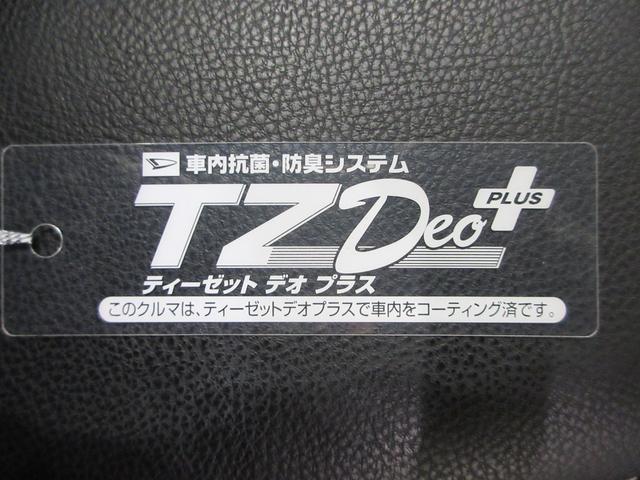 車内抗菌・防臭システム
TZ Deo PLUS
ティーゼット デオ プラス
このクルマは、ティーゼットデオプラスで車内をコーティング済です。